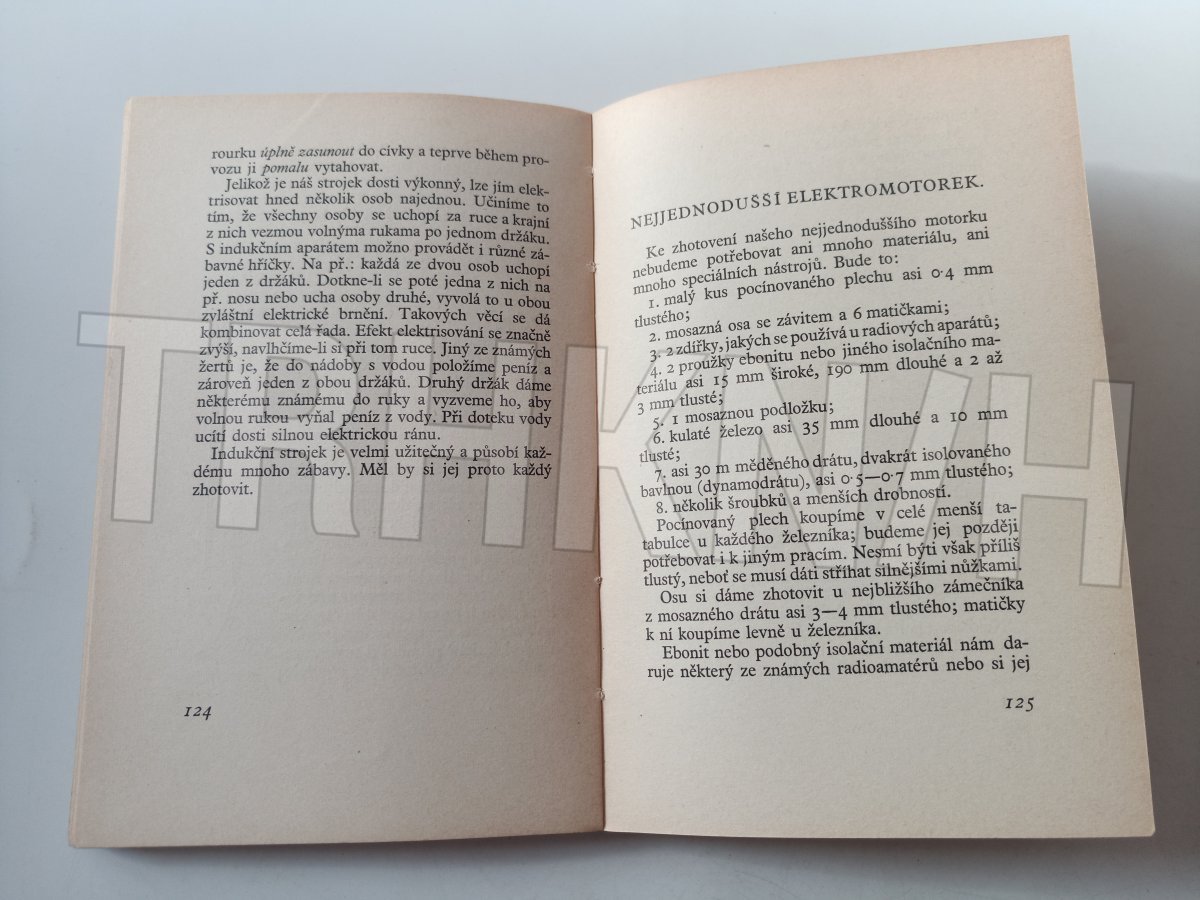 rourku úplně zasunout do cívky a teprve během pro-
vozu ji pomalu vytahovat.
Jelikož je náš strojek dosti výkonný, lze jím elek-
trisovat hned několik osob najednou. Učiníme to
tím, že všechny osoby se uchopí za ruce a krajní
z nich vezmou volnýma rukama po jednom držáku.
S indukčním aparátem možno provádět i různé zá-
bavné hříčky. Na př.: každá ze dvou osob uchopí
jeden z držáků. Dotkne-li se poté jedna z nich na
př. nosu nebo ucha osoby druhé, vyvolá to u obou
zvláštní elektrické brnění. Takových věcí se dá
kombinovat celá řada. Efekt elektrisování se značně
zvýší, navlhčíme-li si při tom ruce. Jiný ze známých
žertů je, že do nádoby s vodou položíme peníz a
zároveň jeden z obou držáků. Druhý držák dáme
některému známému do ruky a vyzveme ho, aby
volnou rukou vyňal peníz z vody. Při doteku vody
ucítí dosti silnou elektrickou ránu.
Indukční strojek je velmi užitečný a působí kaž-
dému mnoho zábavy. Měl by si jej proto každý
zhotovit.
124
NEJJEDNODUŠŠÍ ELEKTROMOTOREK.
Ke zhotovení našeho nejjednoduššího motorku
nebudeme potřebovat ani mnoho materiálu, ani
mnoho speciálních nástrojů. Bude to:
1. malý kus pocínovaného plechu asi 0·4 mm
tlustého;
2. mosazná osa se závitem a 6 matičkami;
3. 2 zdířky, jakých se používá u radiových aparátů;
4. 2 proužky ebonitu nebo jiného isolačního ma-
teriálu asi 15 mm široké, 190 mm dlouhé a 2 až
3 mm tlusté;
5. 1 mosaznou podložku;
6. kulaté železo asi 35 mm dlouhé a 10 mm
tlusté;
7. asi 30 m měděného drátu, dvakrát isolovaného
bavlnou (dynamodrátu), asi 0·5—0·7 mm tlustého;
8. několik šroubků a menších drobností.
Pocínovaný plech koupíme v celé menší ta-
tabulce u každého železníka; budeme jej později
potřebovat i k jiným pracím. Nesmí býti však příliš
tlustý, neboť se musí dáti stříhat silnějšími nůžkami.
Osu si dáme zhotovit u nejbližšího zámečníka
z mosazného drátu asi 3—4 mm tlustého; matičky
k ní koupíme levně u železníka.
Ebonit nebo podobný isolační materiál nám da-
ruje některý ze známých radioamatérů nebo si jej
125
TRHKNIH